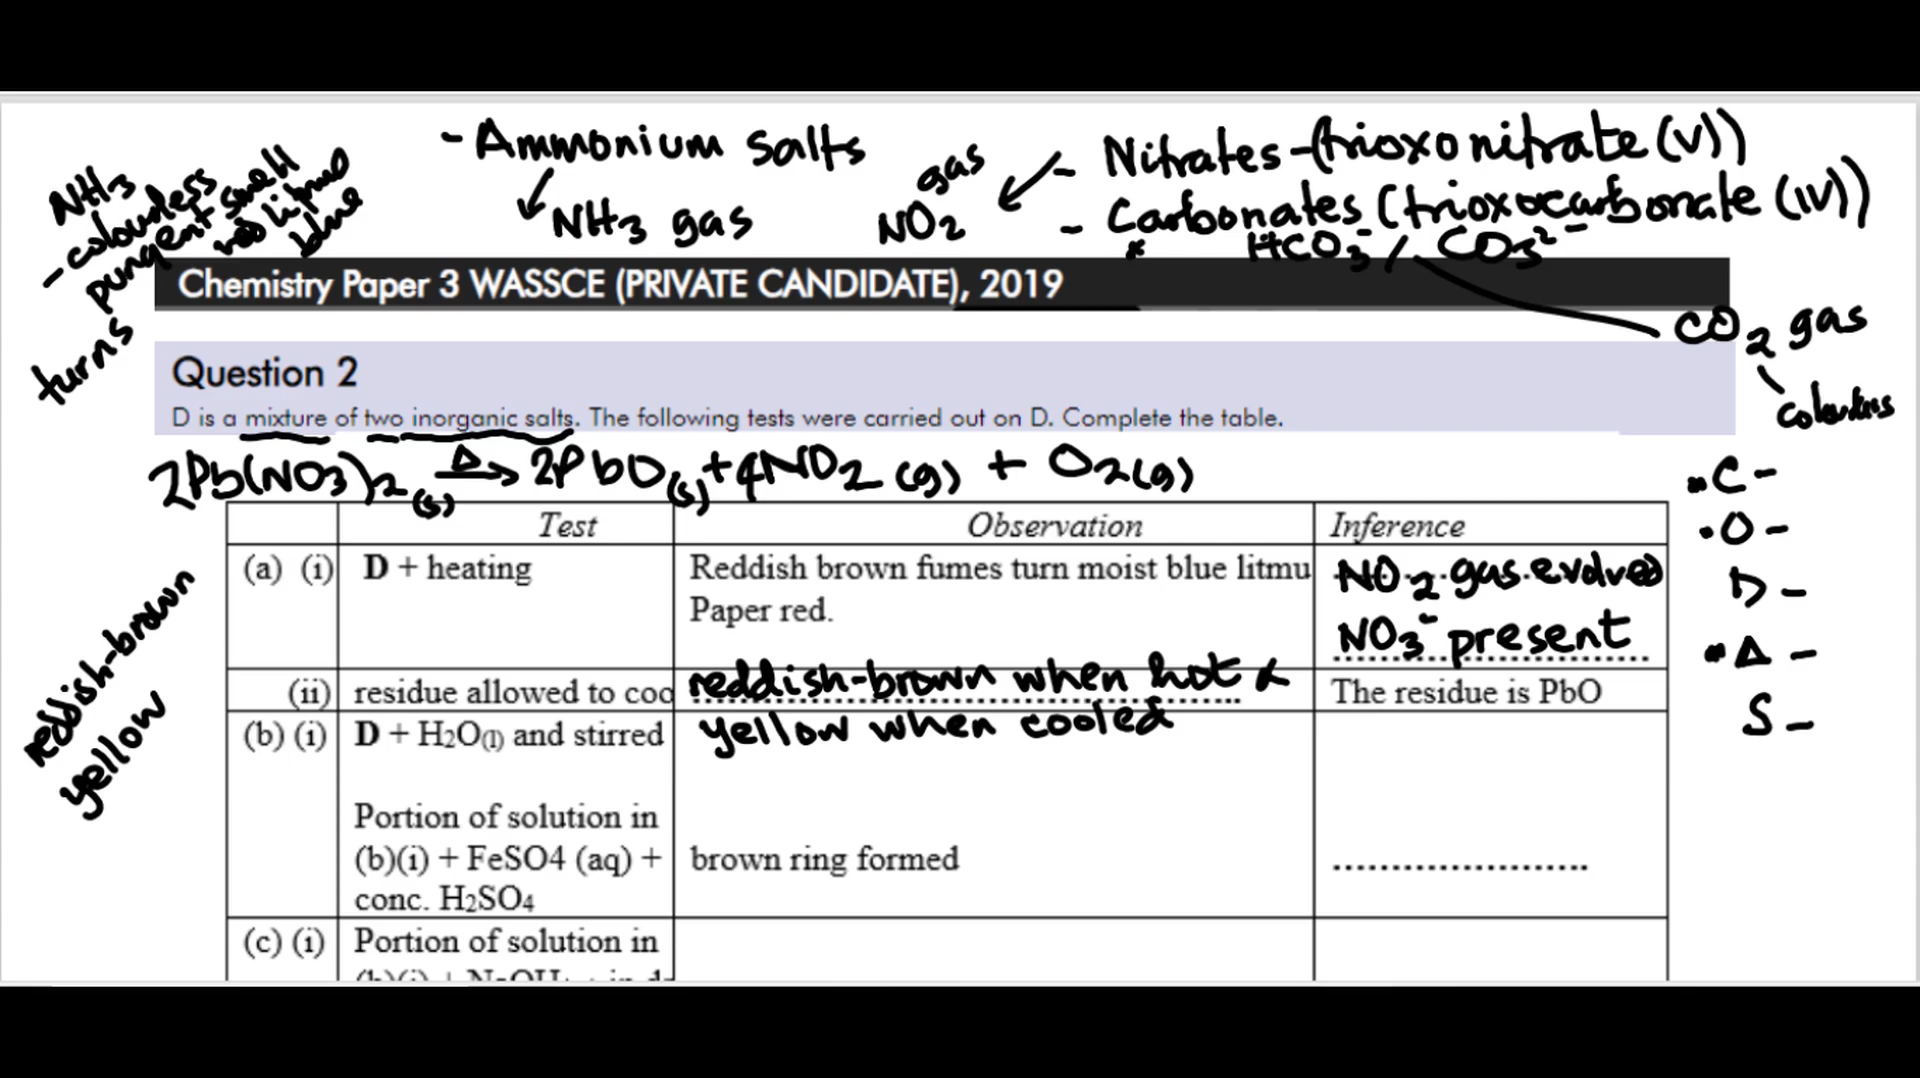 - Ammonium salts
NH3 gas
NO2 gas
- Nitrates - (trioxonitrate (v))
- Carbonates (trioxocarbonate (IV))
HCO3- / CO3 2-
CO2 gas
colourless
NH3
- colourless
pungent smell
turns red litmus
blue
Chemistry Paper 3 WASSCE (PRIVATE CANDIDATE), 2019
Question 2
D is a mixture of two inorganic salts. The following tests were carried out on D. Complete the table.
2Pb(NO3)2(s) Δ→ 2PbO(s) + 4NO2(g) + O2(g)
Test Observation Inference
(a) (i) D + heating Reddish brown fumes turn moist blue litmu NO2 gas evolved
Paper red. NO3- present
(ii) residue allowed to coo reddish-brown when hot & The residue is PbO
yellow when cooled
(b) (i) D + H2O(l) and stirred
Portion of solution in
(b)(i) + FeSO4 (aq) + brown ring formed ........................
conc. H2SO4
(c) (i) Portion of solution in
reddish-brown
yellow
• C -
• O -
D -
• Δ -
S -